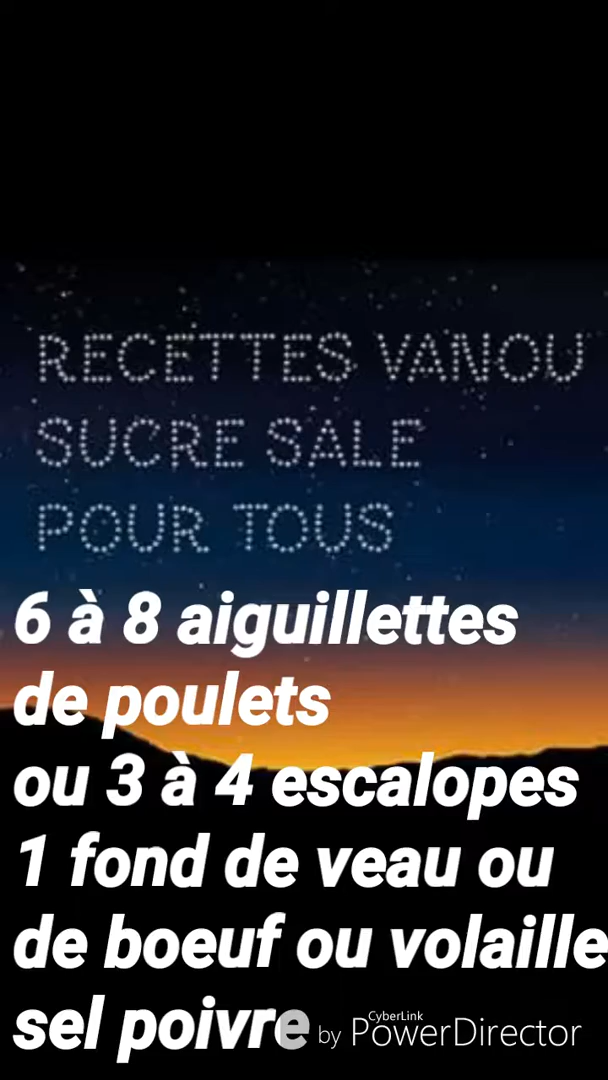 RECETTES VANOU
SUCRE SALE
POUR TOUS
6 à 8 aiguillettes
de poulets
ou 3 à 4 escalopes
1 fond de veau ou
de boeuf ou volaille
sel poivre
by CyberLink PowerDirector